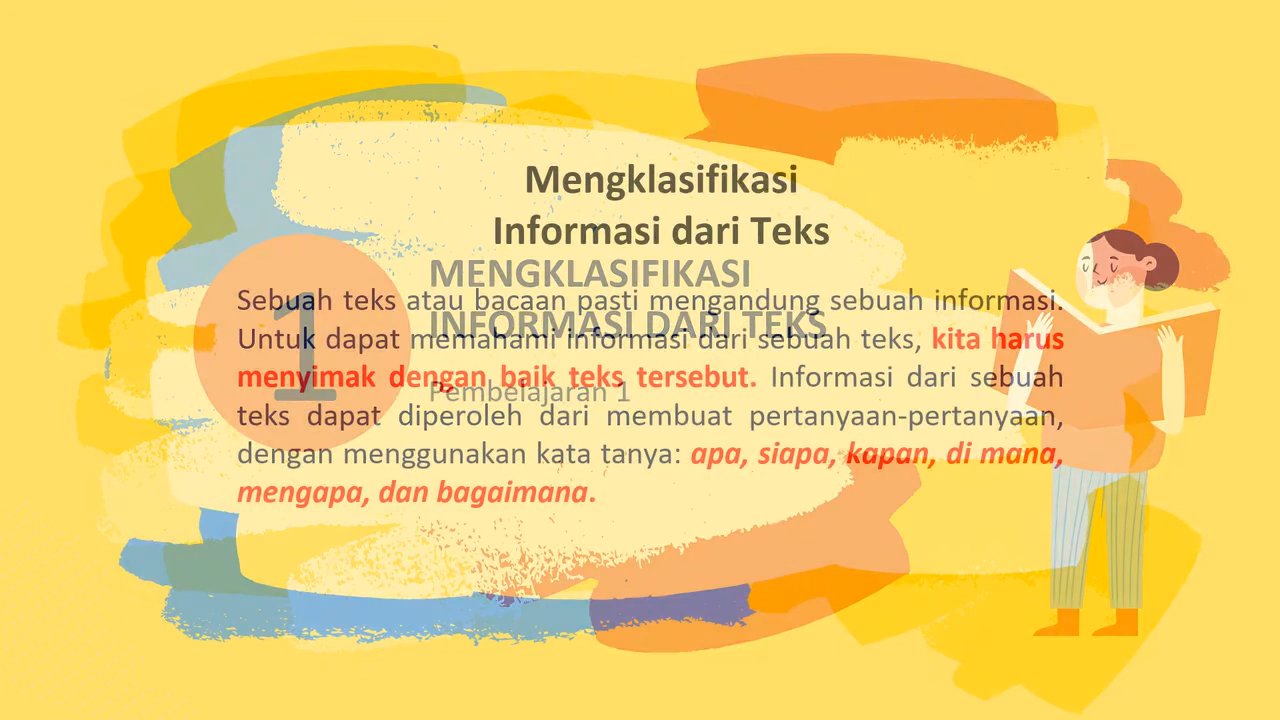 Mengklasifikasi
Informasi dari Teks
MENGKLASIFIKASI
INFORMASI DARI TEKS
Pembelajaran 1
1
Sebuah teks atau bacaan pasti mengandung sebuah informasi.
Untuk dapat memahami informasi dari sebuah teks, kita harus
menyimak dengan baik teks tersebut. Informasi dari sebuah
teks dapat diperoleh dari membuat pertanyaan-pertanyaan,
dengan menggunakan kata tanya: apa, siapa, kapan, di mana,
mengapa, dan bagaimana.